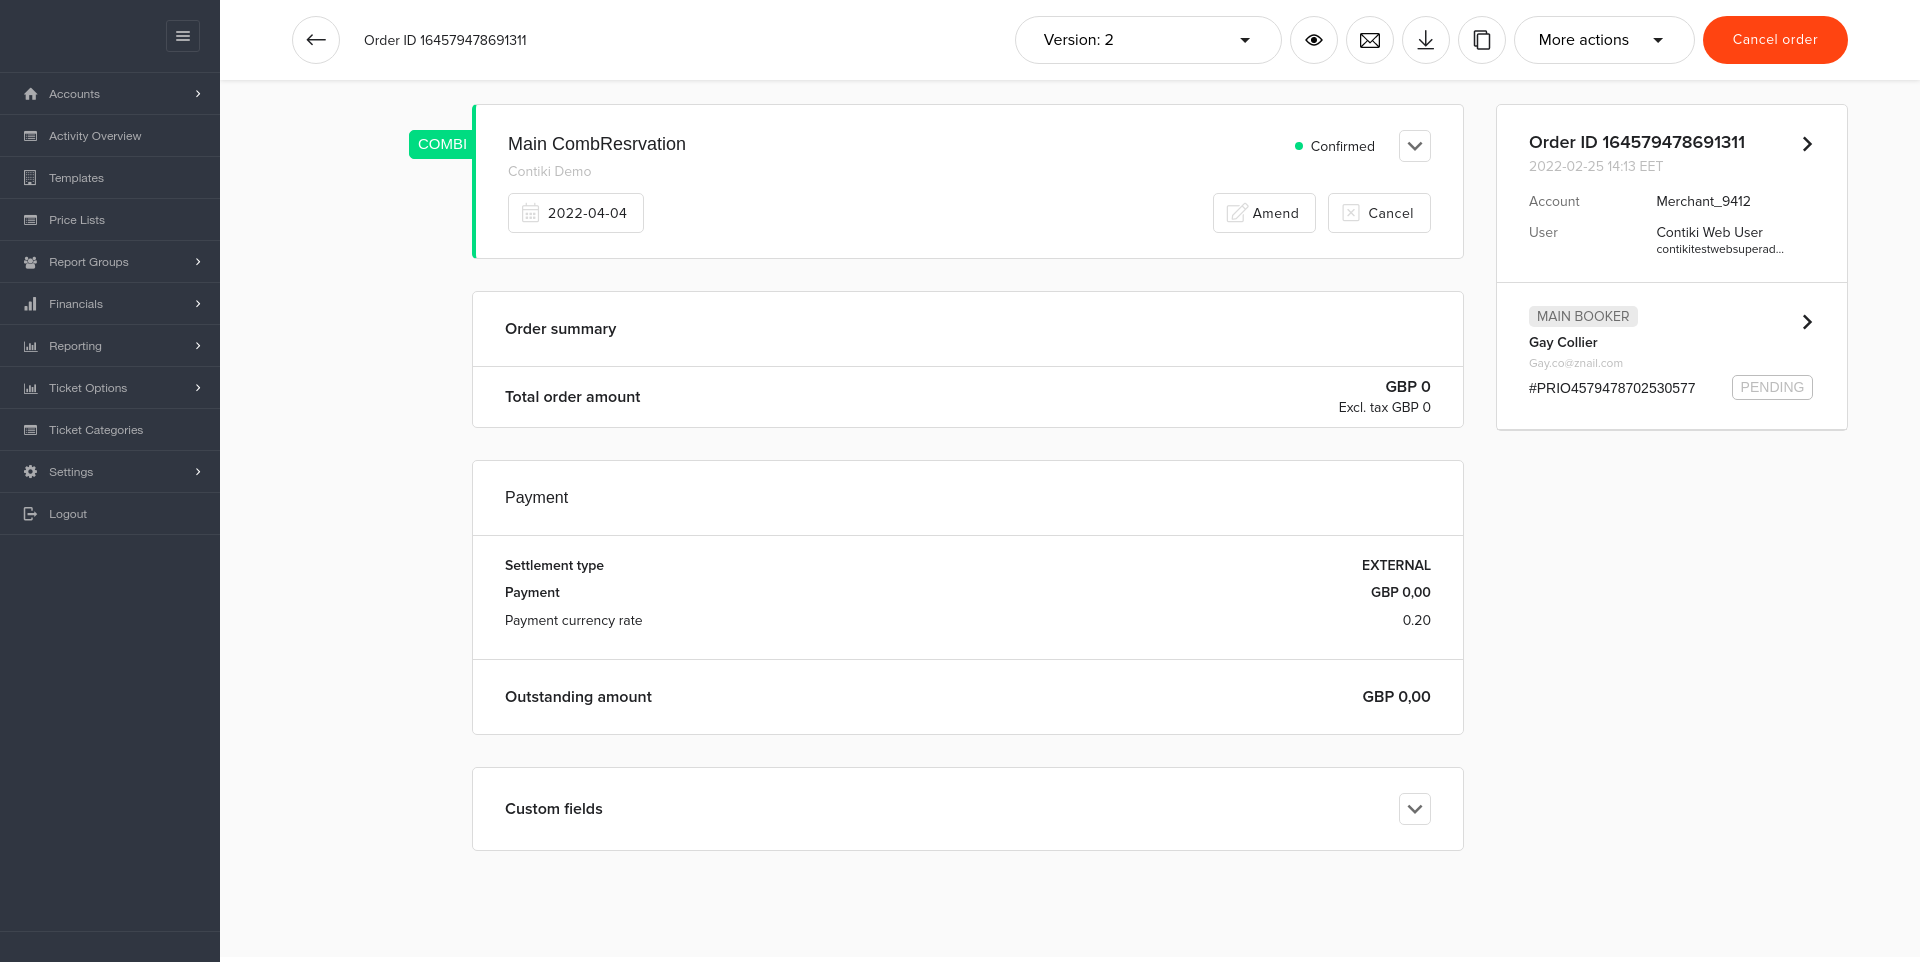 Accounts
Activity Overview
Templates
Price Lists
Report Groups
Financials
Reporting
Ticket Options
Ticket Categories
Settings
Logout
Order ID 164579478691311
Version: 2
More actions
Cancel order
COMBI
Main CombResrvation
Confirmed
Contiki Demo
2022-04-04
Amend
Cancel
Order summary
Total order amount
GBP 0
Excl. tax GBP 0
Payment
Settlement type
EXTERNAL
Payment
GBP 0,00
Payment currency rate
0.20
Outstanding amount
GBP 0,00
Custom fields
Order ID 164579478691311
2022-02-25 14:13 EET
Account
Merchant_9412
User
Contiki Web User
contikitestwebsuperad...
MAIN BOOKER
Gay Collier
Gay.co@znail.com
#PRIO4579478702530577
PENDING